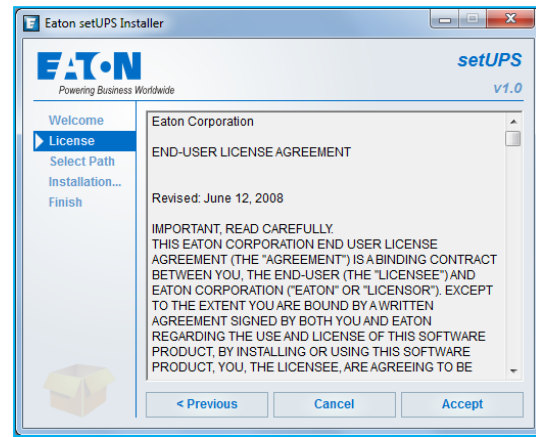 Eaton setUPS Installer
EATON
Powering Business Worldwide
setUPS
v1.0
Welcome
License
Select Path
Installation...
Finish
Eaton Corporation
END-USER LICENSE AGREEMENT
Revised: June 12, 2008
IMPORTANT, READ CAREFULLY.
THIS EATON CORPORATION END USER LICENSE
AGREEMENT (THE "AGREEMENT") IS A BINDING CONTRACT
BETWEEN YOU, THE END-USER (THE "LICENSEE") AND
EATON CORPORATION ("EATON" OR "LICENSOR"). EXCEPT
TO THE EXTENT YOU ARE BOUND BY A WRITTEN
AGREEMENT SIGNED BY BOTH YOU AND EATON
REGARDING THE USE AND LICENSE OF THIS SOFTWARE
PRODUCT, BY INSTALLING OR USING THIS SOFTWARE
PRODUCT, YOU, THE LICENSEE, ARE AGREEING TO BE
< Previous
Cancel
Accept